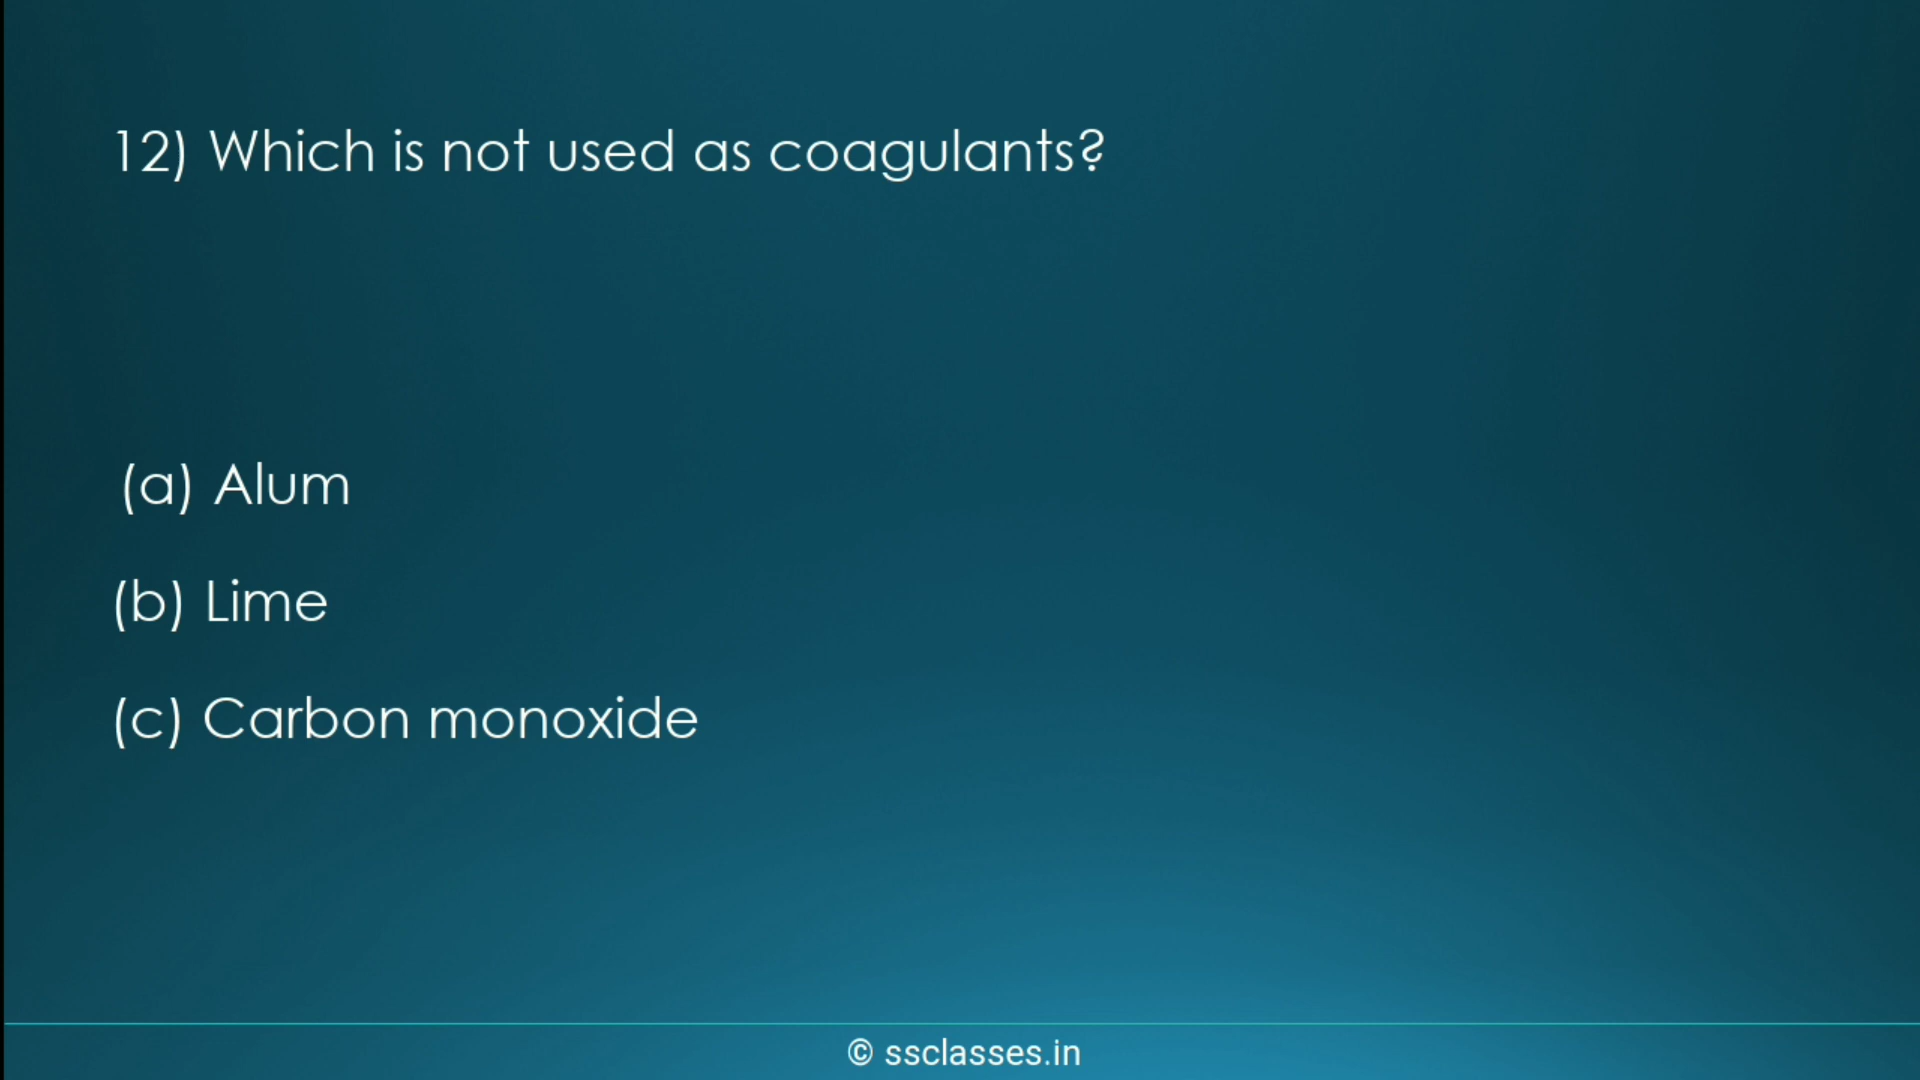 12) Which is not used as coagulants?
(a) Alum
(b) Lime
(c) Carbon monoxide
© ssclasses.in